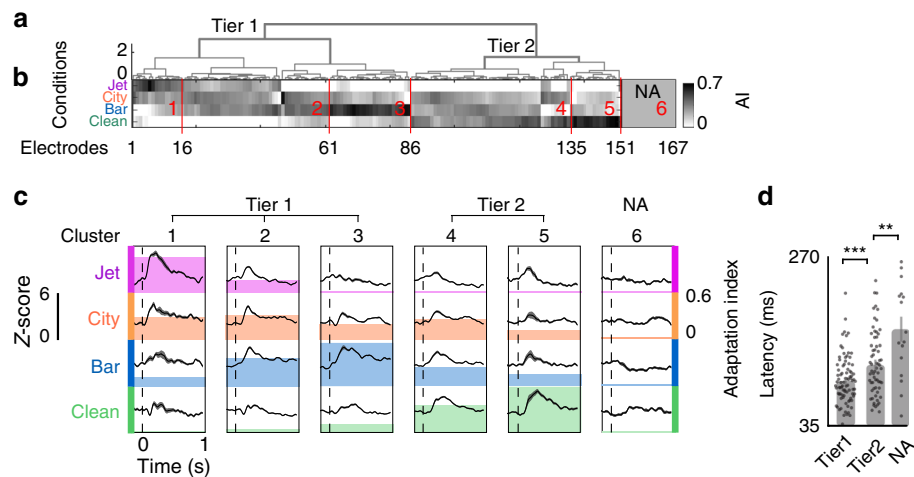 a
Tier 1
Tier 2
2
0
b
Conditions
Jet
City
Bar
Clean
1 2 3 4 5 6
NA
0.7
0
AI
Electrodes 1 16 61 86 135 151 167
c
Tier 1 Tier 2 NA
Cluster 1 2 3 4 5 6
Jet
City
Bar
Clean
6
0
Z-score
0.6
0
Adaptation index
0 1
Time (s)
d
** 
***
270
35
Latency (ms)
Tier1 Tier2 NA